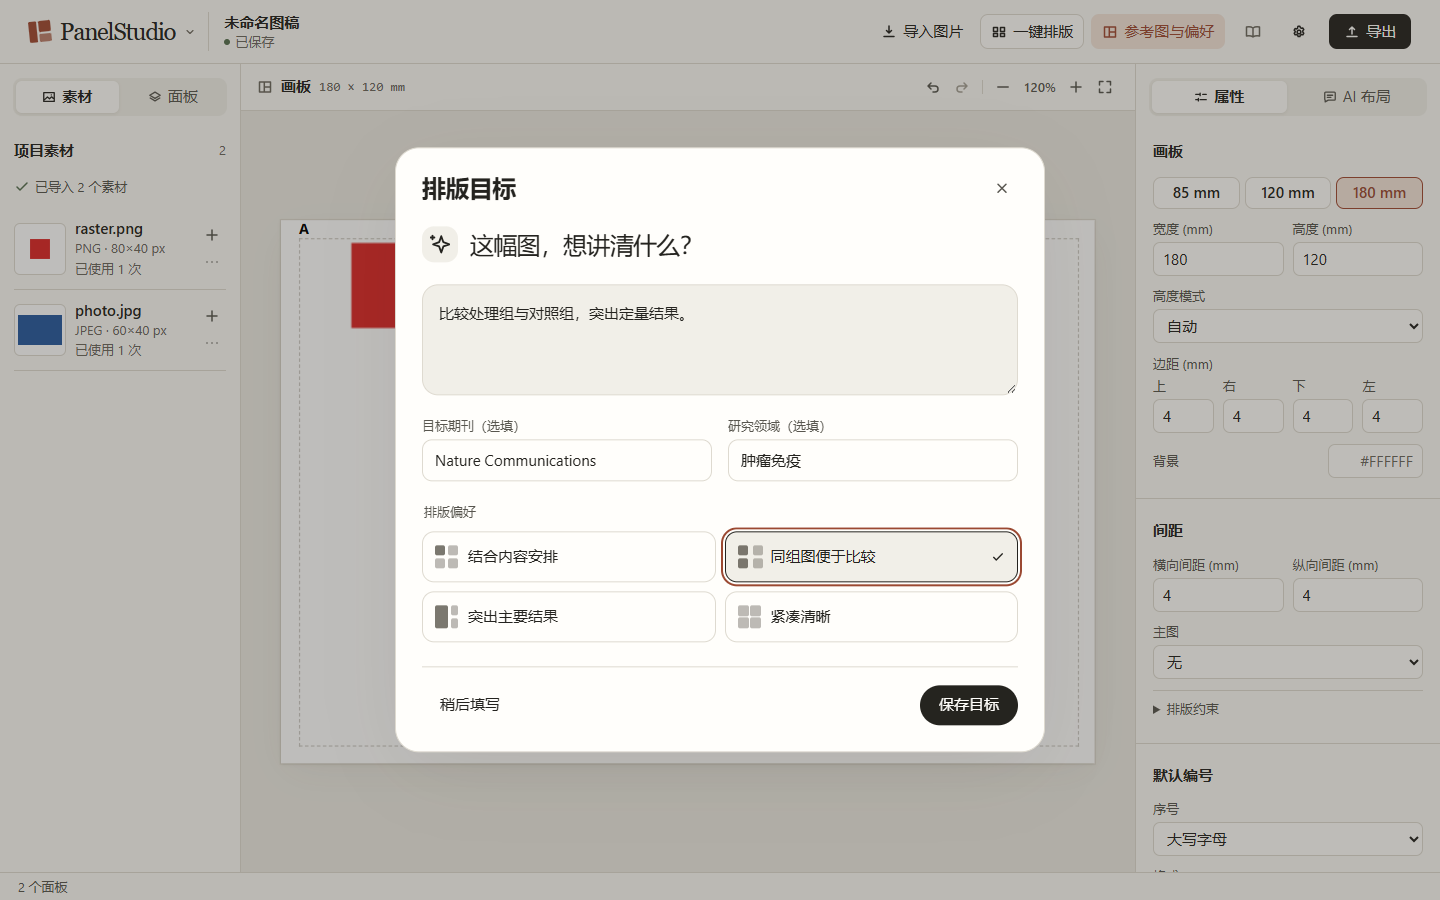 PanelStudio
未命名图稿
已保存
导入图片
一键排版
参考图与偏好
导出
素材
面板
画板 180 × 120 mm
120%
属性
AI 布局
项目素材 2
已导入 2 个素材
raster.png
PNG · 80×40 px
已使用 1 次
photo.jpg
JPEG · 60×40 px
已使用 1 次
A
排版目标
这幅图，想讲清什么？
比较处理组与对照组，突出定量结果。
目标期刊（选填） 研究领域（选填）
Nature Communications 肿瘤免疫
排版偏好
结合内容安排 同组图便于比较
突出主要结果 紧凑清晰
稍后填写 保存目标
画板
85 mm 120 mm 180 mm
宽度 (mm) 高度 (mm)
180 120
高度模式
自动
边距 (mm)
上 右 下 左
4 4 4 4
背景 #FFFFFF
间距
横向间距 (mm) 纵向间距 (mm)
4 4
主图
无
排版约束
默认编号
序号
大写字母
2 个面板